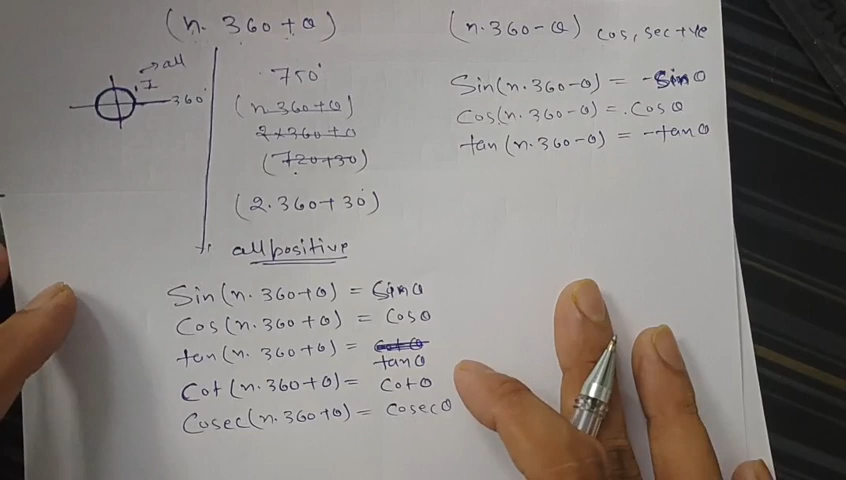 (n. 360+θ)
all
I
360°
750°
(n 360+θ)
2×360+θ
(720+30)
(2.360+30°)
all positive
Sin(n. 360+θ) = Sinθ
Cos(n. 360+θ) = Cosθ
tan(n. 360+θ) = cotθ
tanθ
Cot(n. 360+θ) = Cotθ
Cosec(n. 360+θ) = Cosecθ
(n.360-θ) cos, sec +ve
Sin(n.360-θ) = -Sinθ
Cos(n.360-θ) = .Cosθ
tan(n.360-θ) = -tanθ